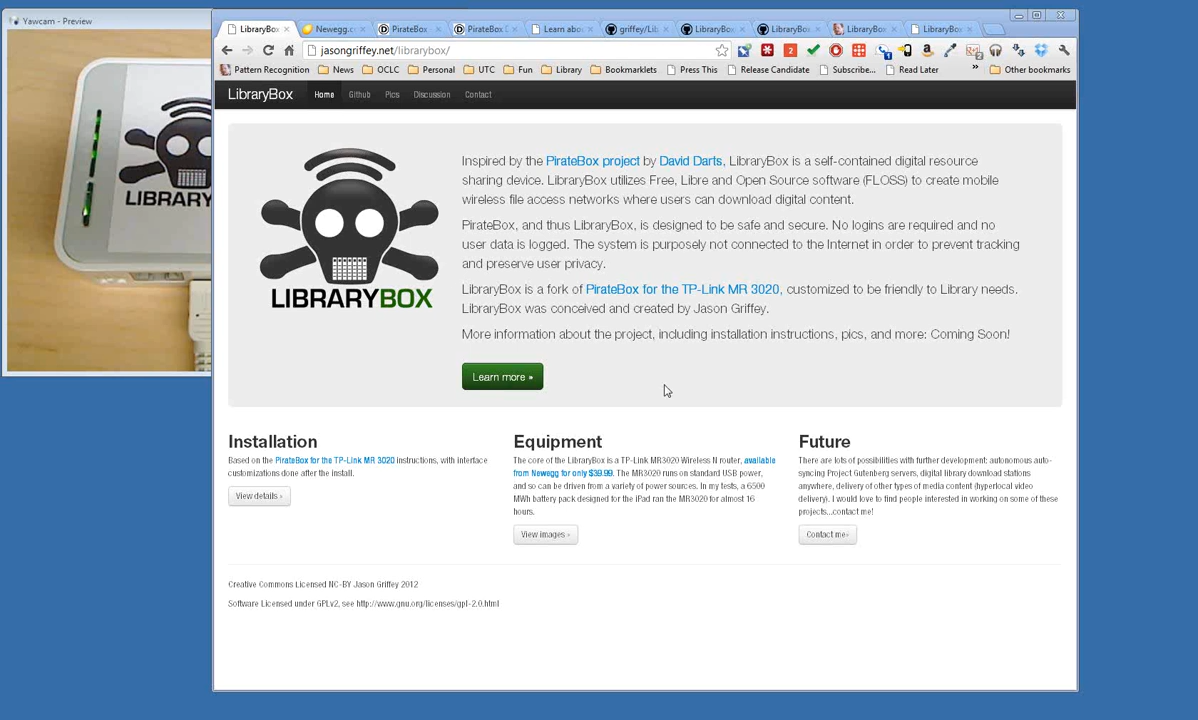 Yawcam - Preview
LIBRARY
LibraryBox
Newegg.c
PirateBox
PirateBox
Learn abo
griffey/Lib
LibraryBox
LibraryBox
LibraryBox
LibraryBox
jasongriffey.net/librarybox/
Pattern Recognition
News
OCLC
Personal
UTC
Fun
Library
Bookmarklets
Press This
Release Candidate
Subscribe...
Read Later
»
Other bookmarks
LibraryBox
Home
Github
Pics
Discussion
Contact
LIBRARYBOX
Inspired by the PirateBox project by David Darts, LibraryBox is a self-contained digital resource
sharing device. LibraryBox utilizes Free, Libre and Open Source software (FLOSS) to create mobile
wireless file access networks where users can download digital content.
PirateBox, and thus LibraryBox, is designed to be safe and secure. No logins are required and no
user data is logged. The system is purposely not connected to the Internet in order to prevent tracking
and preserve user privacy.
LibraryBox is a fork of PirateBox for the TP-Link MR 3020, customized to be friendly to Library needs.
LibraryBox was conceived and created by Jason Griffey.
More information about the project, including installation instructions, pics, and more: Coming Soon!
Learn more »
Installation
Based on the PirateBox for the TP-Link MR 3020 instructions, with interface
customizations done after the install.
View details »
Equipment
The core of the LibraryBox is a TP-Link MR3020 Wireless N router, available
from Newegg for only $39.99. The MR3020 runs on standard USB power,
and so can be driven from a variety of power sources. In my tests, a 6500
MWh battery pack designed for the iPad ran the MR3020 for almost 16
hours.
View images »
Future
There are lots of possibilities with further development: autonomous auto-
syncing Project Gutenberg servers, digital library download stations
anywhere, delivery of other types of media content (hyperlocal video
delivery). I would love to find people interested in working on some of these
projects...contact me!
Contact me»
Creative Commons Licensed NC-BY Jason Griffey 2012
Software Licensed under GPLv2, see http://www.gnu.org/licenses/gpl-2.0.html